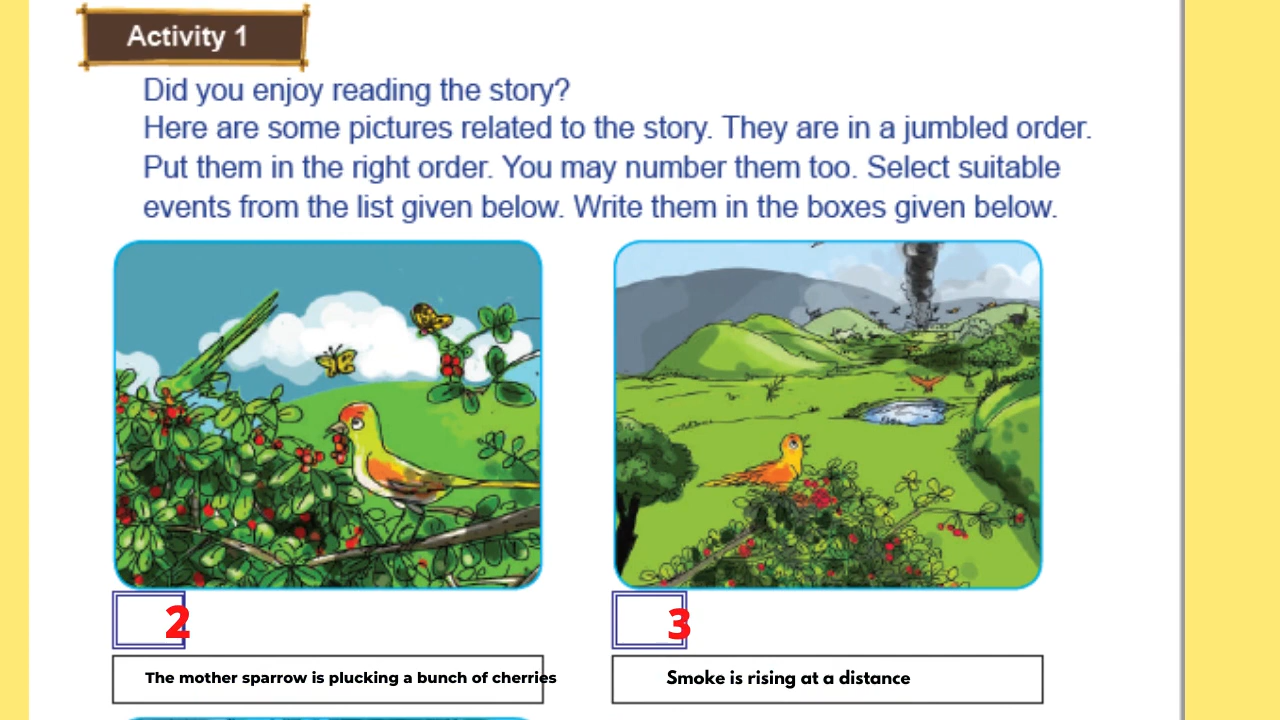 Activity 1
Did you enjoy reading the story?
Here are some pictures related to the story. They are in a jumbled order.
Put them in the right order. You may number them too. Select suitable
events from the list given below. Write them in the boxes given below.
2
3
The mother sparrow is plucking a bunch of cherries
Smoke is rising at a distance